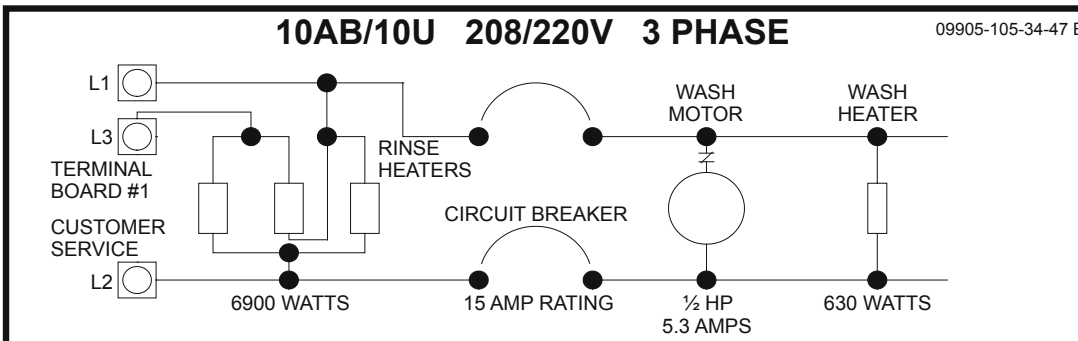 10AB/10U 208/220V 3 PHASE
09905-105-34-47
L1
L3
TERMINAL
BOARD #1
CUSTOMER
SERVICE
L2
RINSE
HEATERS
6900 WATTS
CIRCUIT BREAKER
15 AMP RATING
WASH
MOTOR
½ HP
5.3 AMPS
WASH
HEATER
630 WATTS